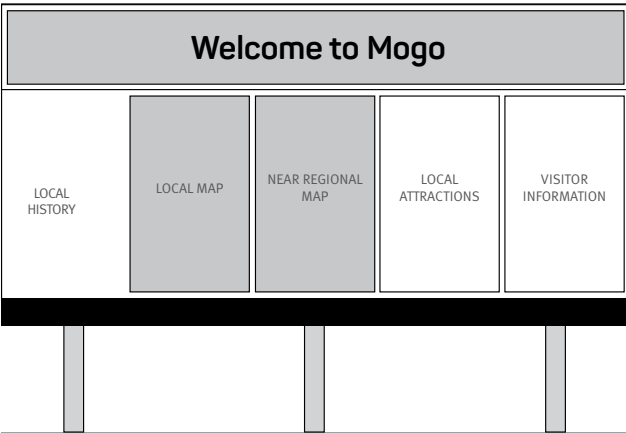 Welcome to Mogo
LOCAL
HISTORY
LOCAL MAP
NEAR REGIONAL
MAP
LOCAL
ATTRACTIONS
VISITOR
INFORMATION